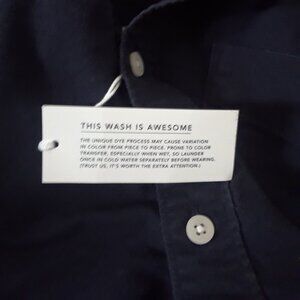 THIS WASH IS AWESOME
THE UNIQUE DYE PROCESS MAY CAUSE VARIATION
IN COLOR FROM PIECE TO PIECE. PRONE TO COLOR
TRANSFER, ESPECIALLY WHEN WET, SO LAUNDER
ONCE IN COLD WATER SEPARATELY BEFORE WEARING.
(TRUST US, IT'S WORTH THE EXTRA ATTENTION.)